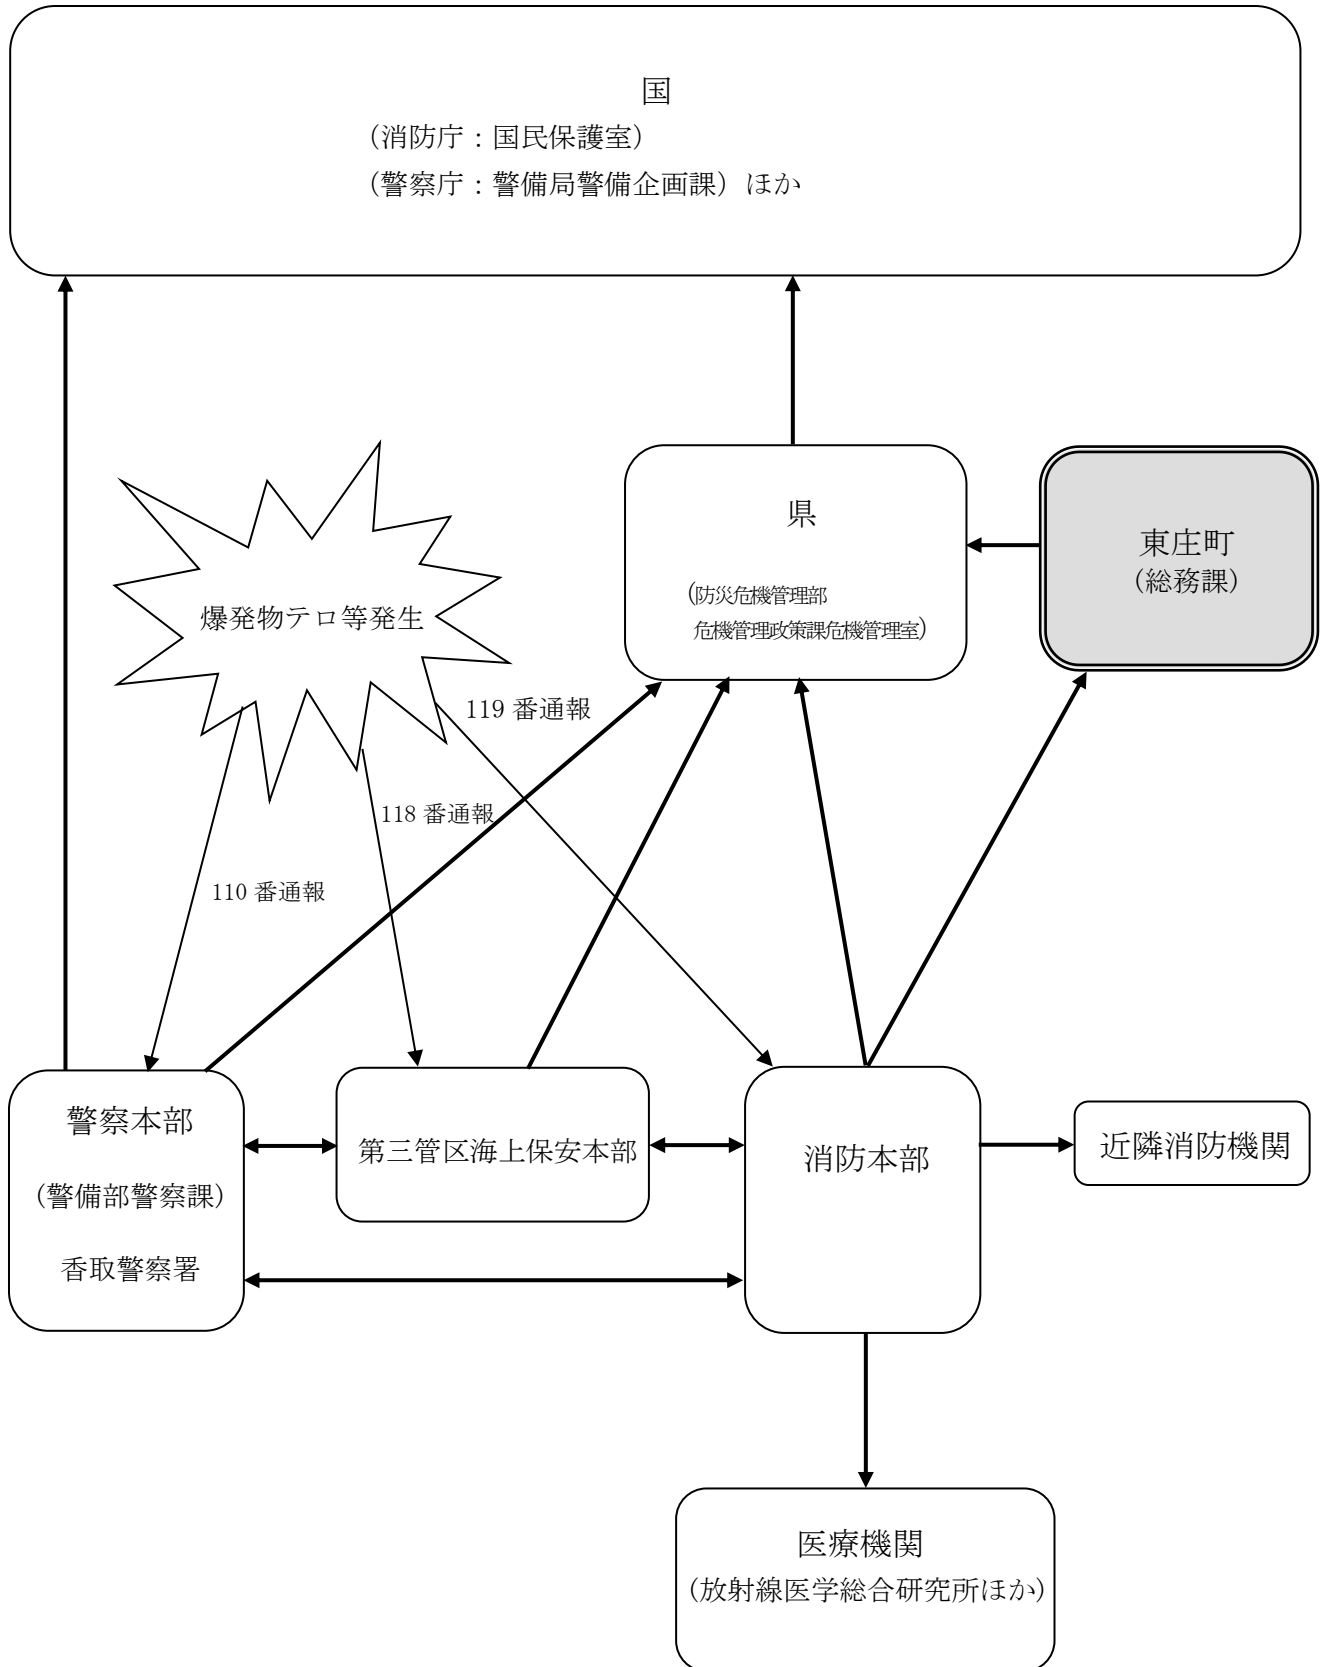 国
（消防庁：国民保護室）
（警察庁：警備局警備企画課）ほか
県
（防災危機管理部
危機管理政策課危機管理室）
東庄町
（総務課）
爆発物テロ等発生
119 番通報
118 番通報
110 番通報
警察本部
（警備部警察課）
香取警察署
第三管区海上保安本部
消防本部
近隣消防機関
医療機関
（放射線医学総合研究所ほか）